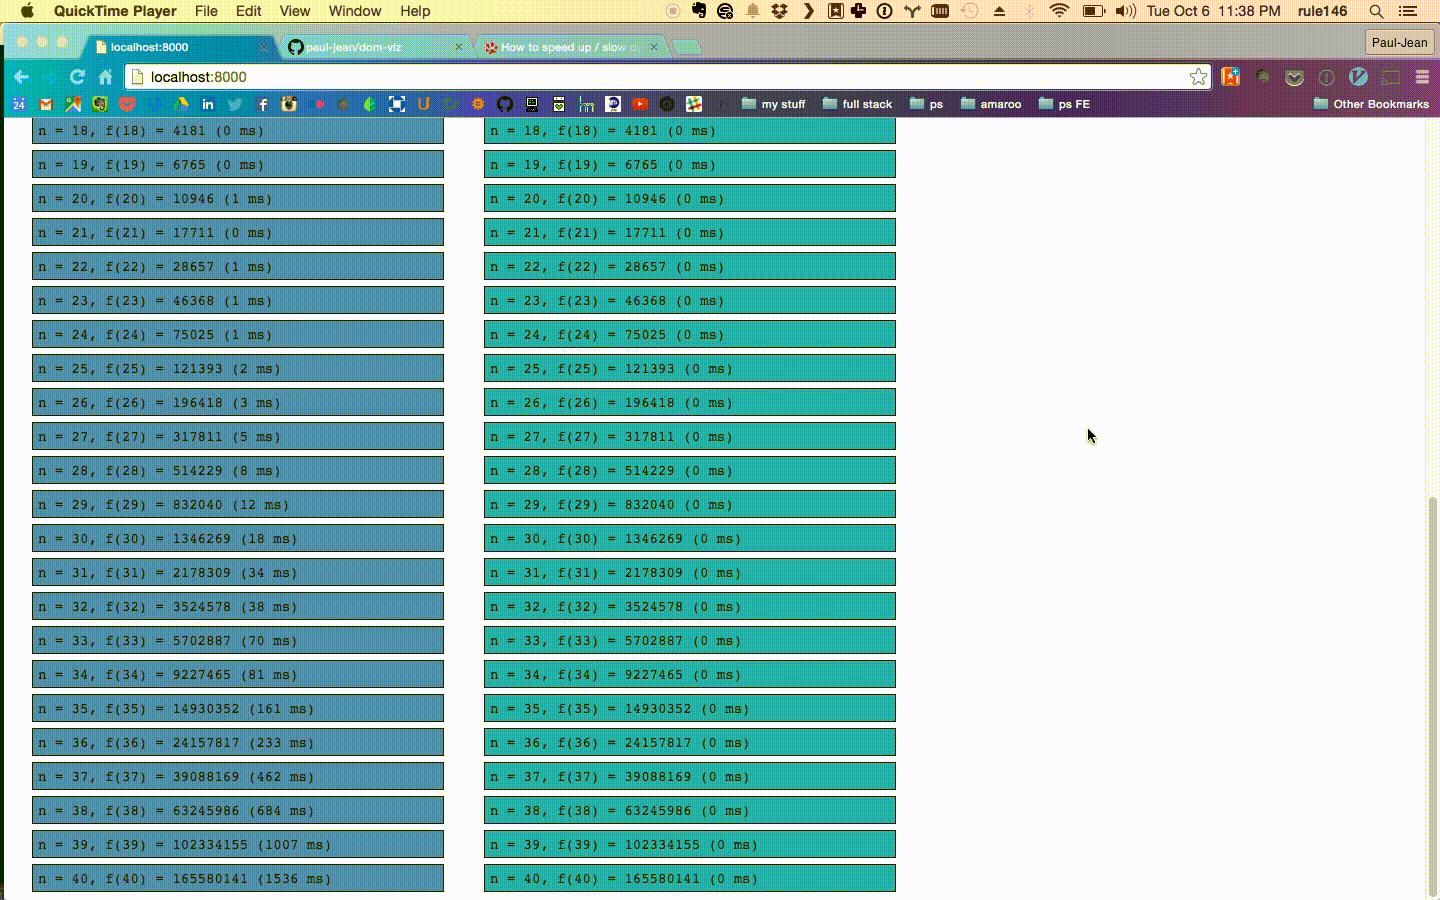 QuickTime Player File Edit View Window Help Tue Oct 6 11:38 PM rule146
localhost:8000 paul-jean/dom-viz How to speed up / slow d Paul-Jean
localhost:8000
24 my stuff full stack ps amaroo ps FE Other Bookmarks
n = 18, f(18) = 4181 (0 ms) n = 18, f(18) = 4181 (0 ms)
n = 19, f(19) = 6765 (0 ms) n = 19, f(19) = 6765 (0 ms)
n = 20, f(20) = 10946 (1 ms) n = 20, f(20) = 10946 (0 ms)
n = 21, f(21) = 17711 (0 ms) n = 21, f(21) = 17711 (0 ms)
n = 22, f(22) = 28657 (1 ms) n = 22, f(22) = 28657 (0 ms)
n = 23, f(23) = 46368 (1 ms) n = 23, f(23) = 46368 (0 ms)
n = 24, f(24) = 75025 (1 ms) n = 24, f(24) = 75025 (0 ms)
n = 25, f(25) = 121393 (2 ms) n = 25, f(25) = 121393 (0 ms)
n = 26, f(26) = 196418 (3 ms) n = 26, f(26) = 196418 (0 ms)
n = 27, f(27) = 317811 (5 ms) n = 27, f(27) = 317811 (0 ms)
n = 28, f(28) = 514229 (8 ms) n = 28, f(28) = 514229 (0 ms)
n = 29, f(29) = 832040 (12 ms) n = 29, f(29) = 832040 (0 ms)
n = 30, f(30) = 1346269 (18 ms) n = 30, f(30) = 1346269 (0 ms)
n = 31, f(31) = 2178309 (34 ms) n = 31, f(31) = 2178309 (0 ms)
n = 32, f(32) = 3524578 (38 ms) n = 32, f(32) = 3524578 (0 ms)
n = 33, f(33) = 5702887 (70 ms) n = 33, f(33) = 5702887 (0 ms)
n = 34, f(34) = 9227465 (81 ms) n = 34, f(34) = 9227465 (0 ms)
n = 35, f(35) = 14930352 (161 ms) n = 35, f(35) = 14930352 (0 ms)
n = 36, f(36) = 24157817 (233 ms) n = 36, f(36) = 24157817 (0 ms)
n = 37, f(37) = 39088169 (462 ms) n = 37, f(37) = 39088169 (0 ms)
n = 38, f(38) = 63245986 (684 ms) n = 38, f(38) = 63245986 (0 ms)
n = 39, f(39) = 102334155 (1007 ms) n = 39, f(39) = 102334155 (0 ms)
n = 40, f(40) = 165580141 (1536 ms) n = 40, f(40) = 165580141 (0 ms)